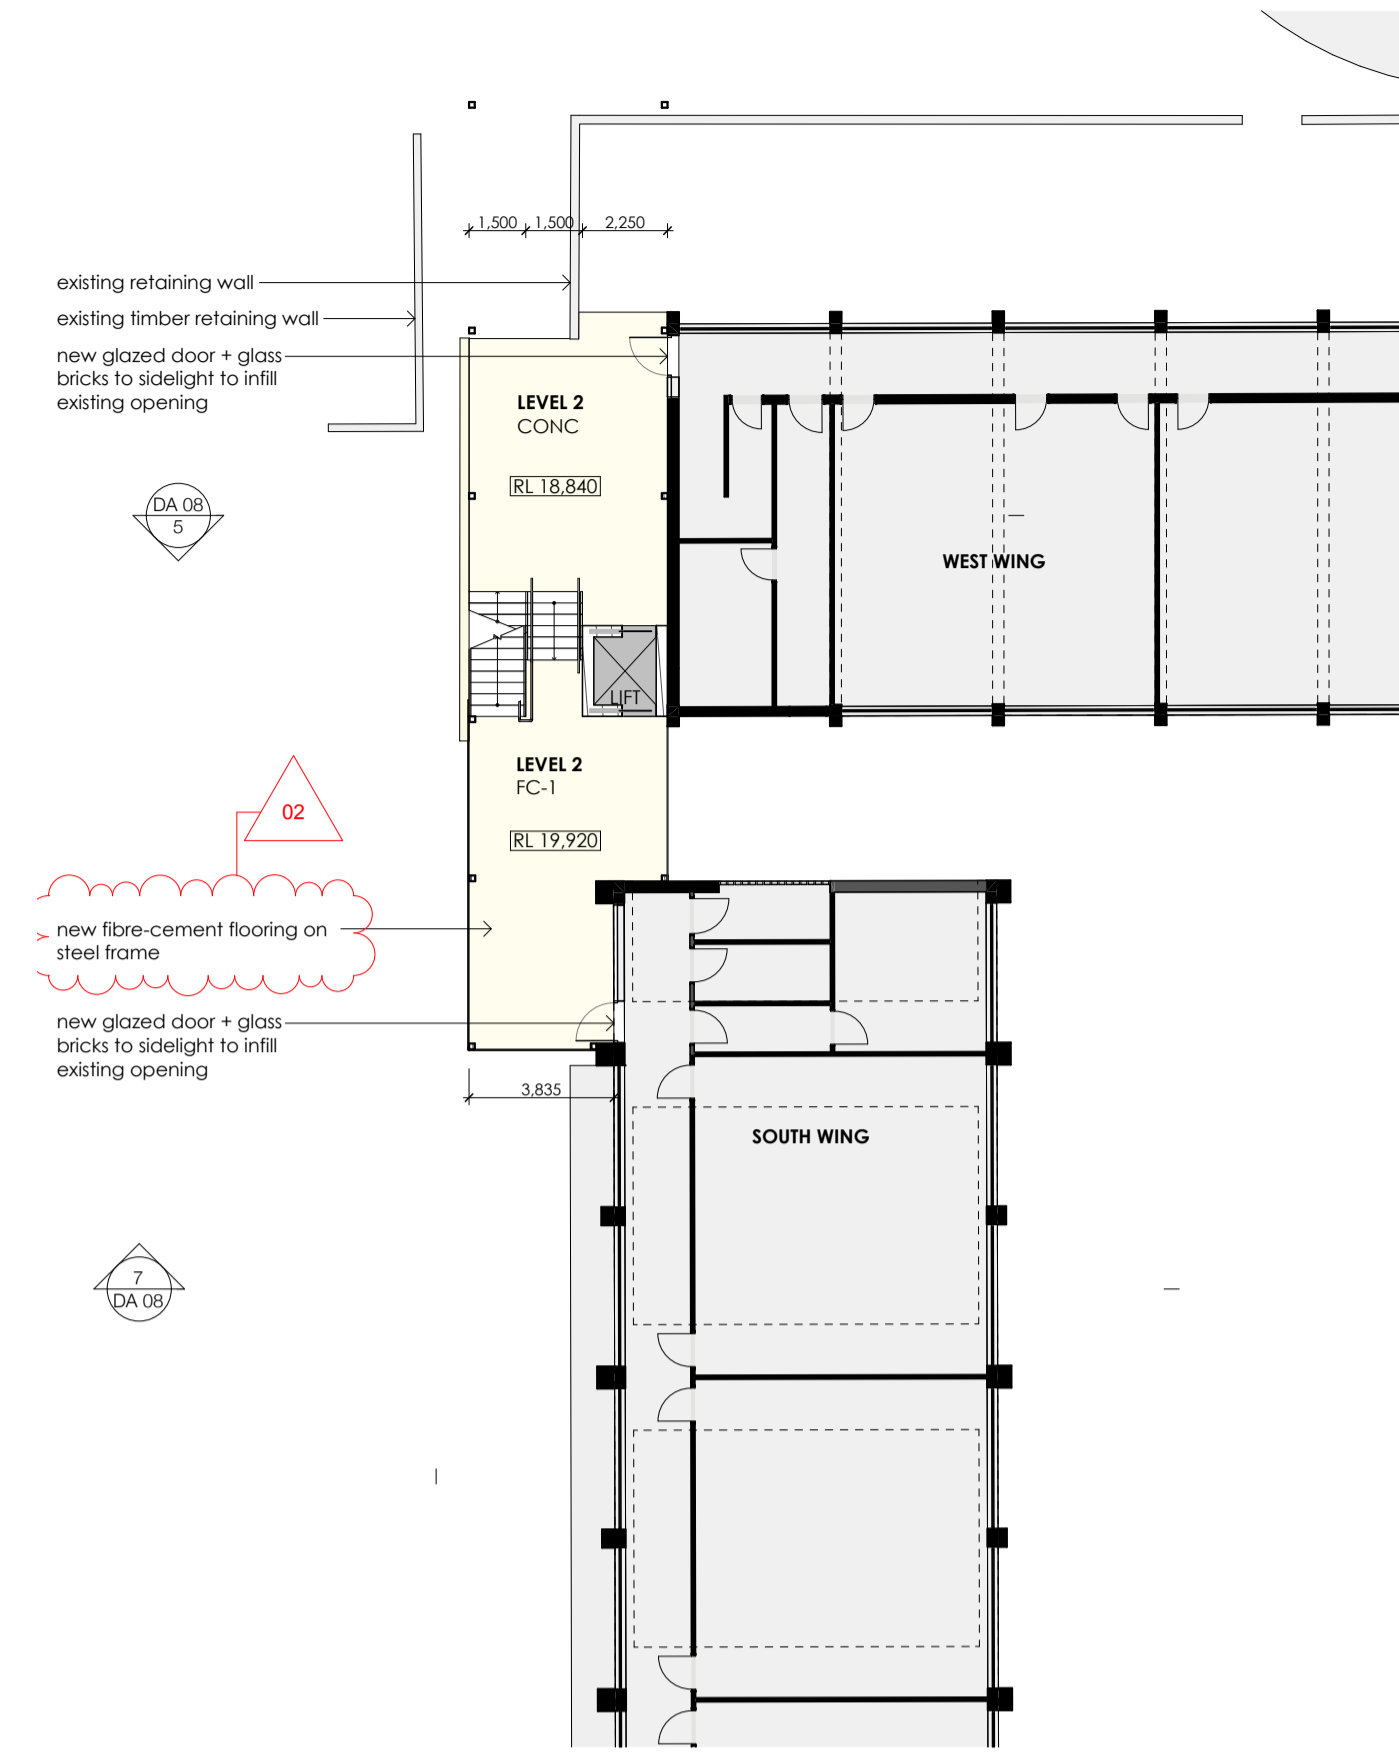 1,500 1,500 2,250
existing retaining wall
existing timber retaining wall
new glazed door + glass
bricks to sidelight to infill
existing opening
LEVEL 2
CONC
RL 18,840
DA 08
5
WEST WING
LIFT
LEVEL 2
FC-1
RL 19,920
02
new fibre-cement flooring on
steel frame
new glazed door + glass
bricks to sidelight to infill
existing opening
3,835
SOUTH WING
7
DA 08